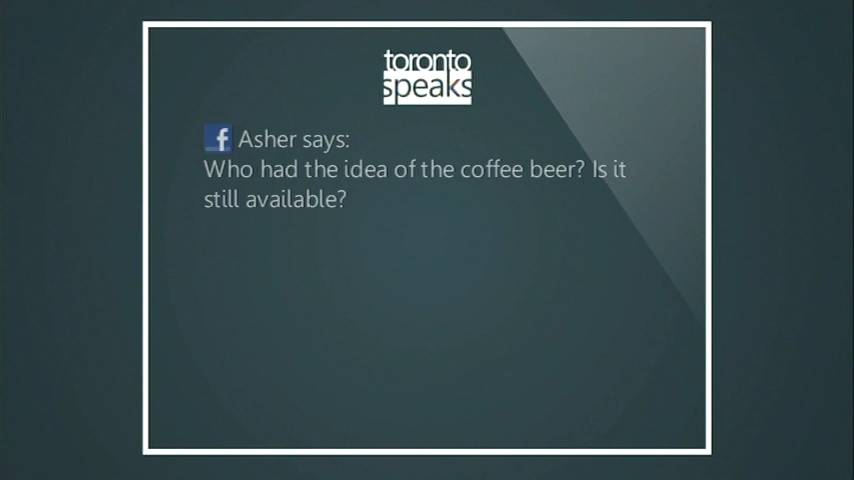 toronto
speaks
f Asher says:
Who had the idea of the coffee beer? Is it
still available?